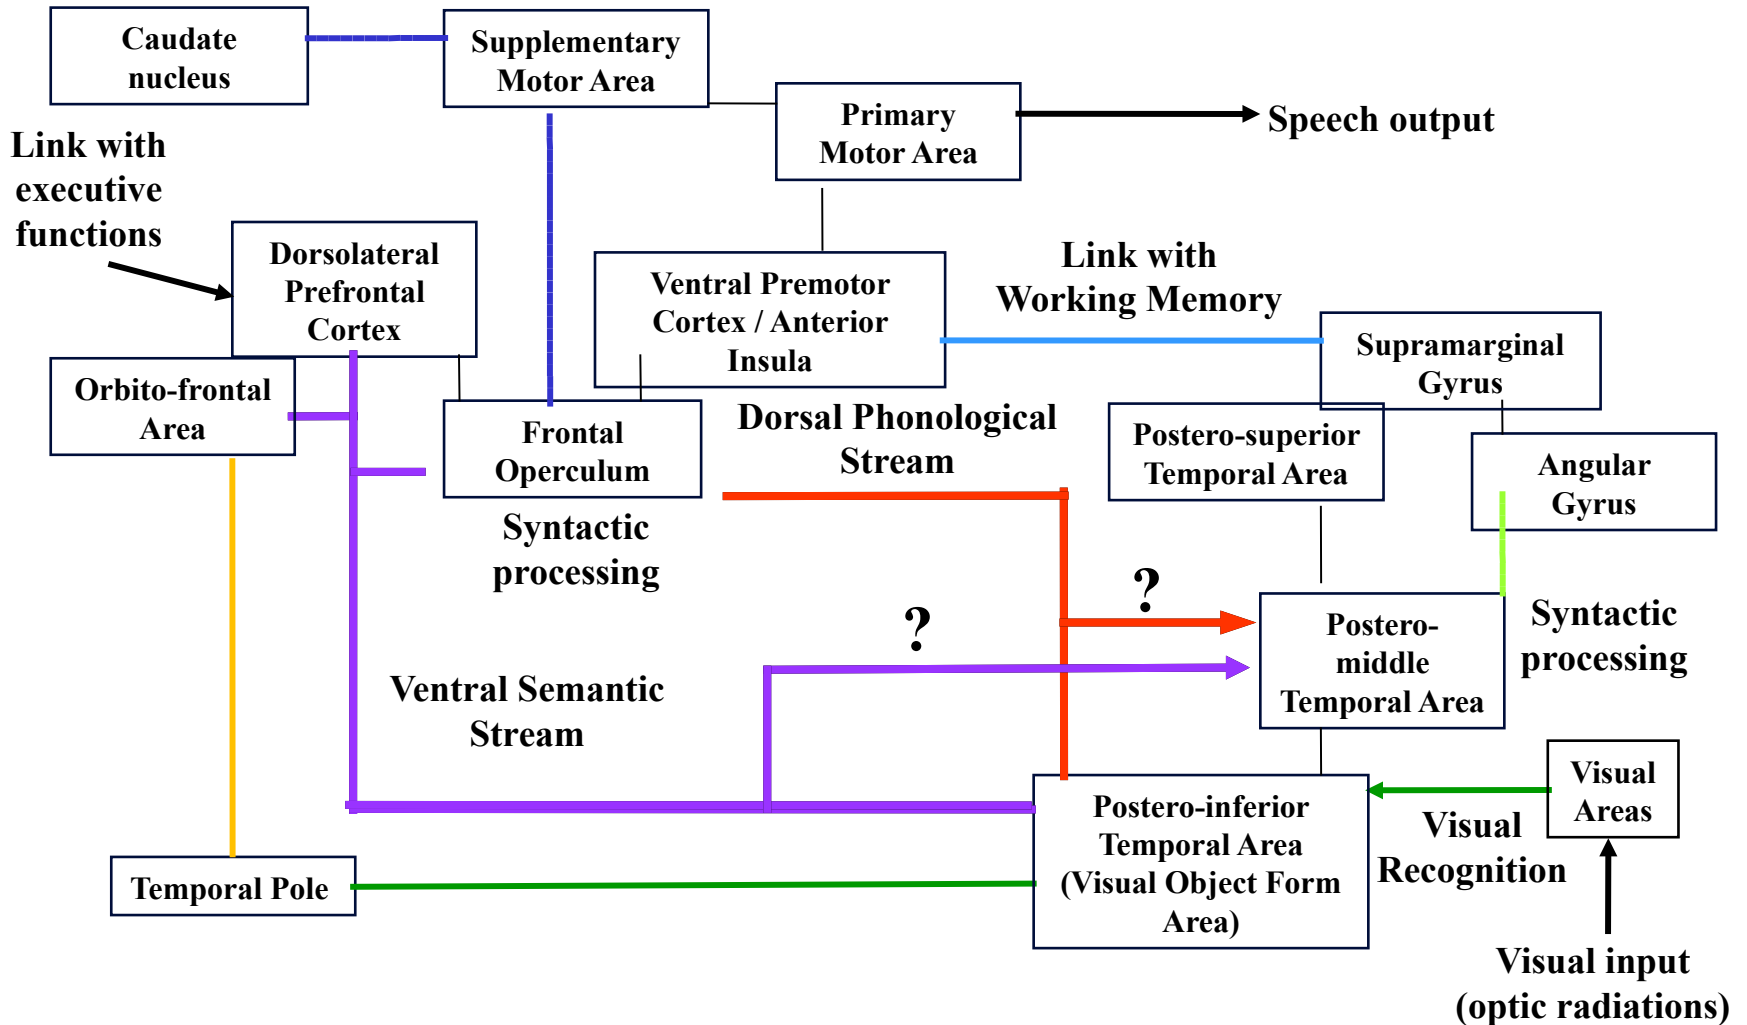 Caudate
nucleus
Supplementary
Motor Area
Primary
Motor Area
Speech output
Link with
executive
functions
Dorsolateral
Prefrontal
Cortex
Ventral Premotor
Cortex / Anterior
Insula
Link with
Working Memory
Supramarginal
Gyrus
Orbito-frontal
Area
Frontal
Operculum
Dorsal Phonological
Stream
Postero-superior
Temporal Area
Angular
Gyrus
Syntactic
processing
?
?
Postero-
middle
Temporal Area
Syntactic
processing
Ventral Semantic
Stream
Visual
Areas
Postero-inferior
Temporal Area
(Visual Object Form
Area)
Visual
Recognition
Temporal Pole
Visual input
(optic radiations)